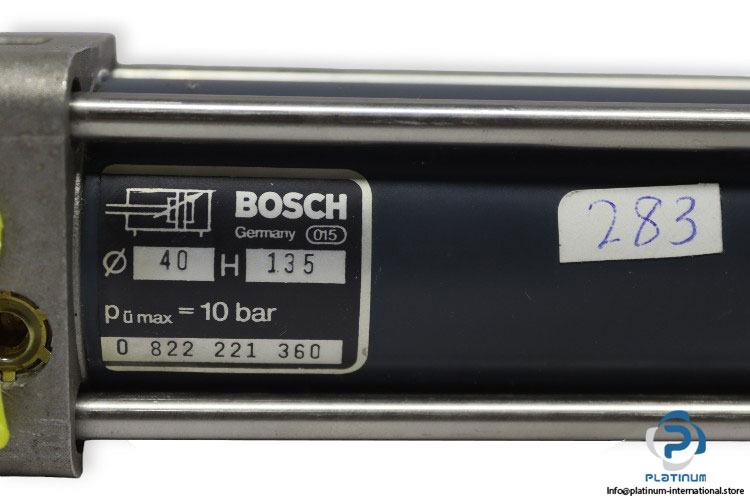 BOSCH
Germany 015
Ø 40 H 135
pü max = 10 bar
0 822 221 360
283
PLATINUM
Info@platinum-international.store